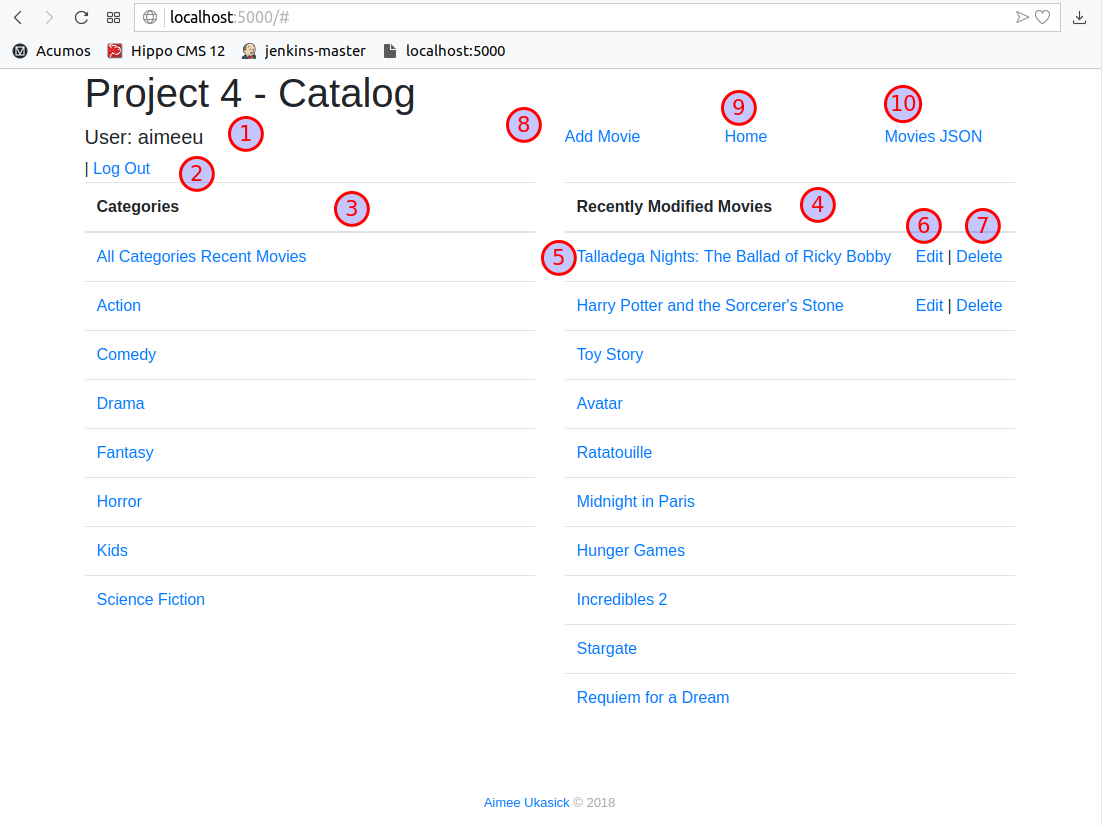 localhost:5000/#
Acumos Hippo CMS 12 jenkins-master localhost:5000
Project 4 - Catalog
User: aimeeu 1
8 Add Movie 9 Home 10 Movies JSON
| Log Out 2
Categories 3
All Categories Recent Movies
Action
Comedy
Drama
Fantasy
Horror
Kids
Science Fiction
Recently Modified Movies 4
5 Talladega Nights: The Ballad of Ricky Bobby 6 Edit | 7 Delete
Harry Potter and the Sorcerer's Stone Edit | Delete
Toy Story
Avatar
Ratatouille
Midnight in Paris
Hunger Games
Incredibles 2
Stargate
Requiem for a Dream
Aimee Ukasick © 2018